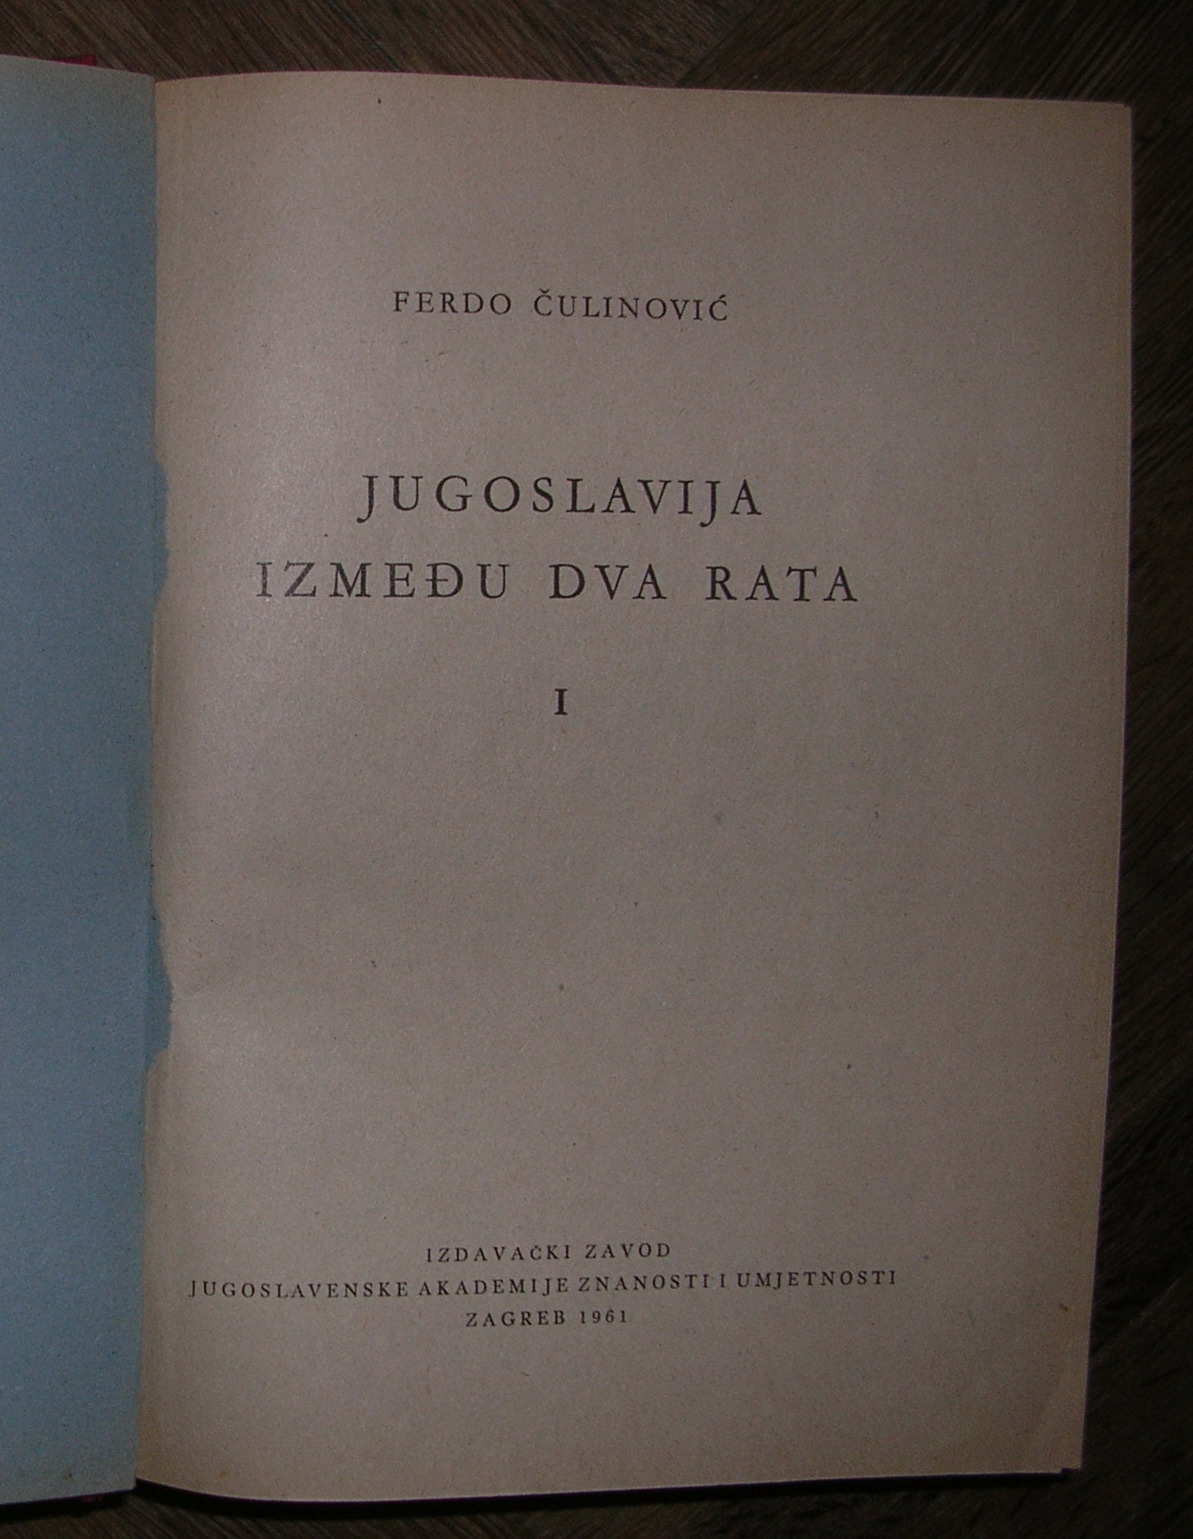 FERDO ČULINOVIĆ
JUGOSLAVIJA
IZMEĐU DVA RATA
I
IZDAVAČKI ZAVOD
JUGOSLAVENSKE AKADEMIJE ZNANOSTI I UMJETNOSTI
ZAGREB 1961